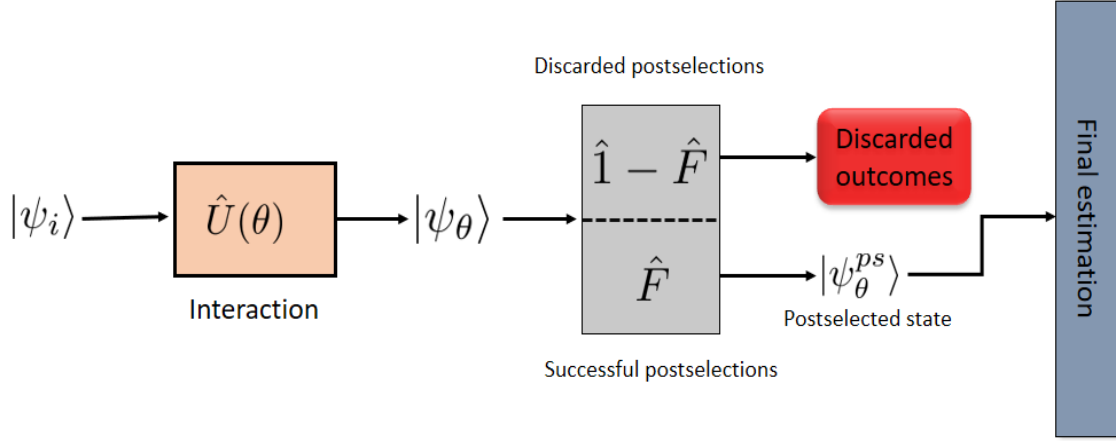 Discarded postselections
|ψ_i⟩
Û(θ)
Interaction
|ψ_θ⟩
1̂ − F̂
F̂
Successful postselections
Discarded
outcomes
|ψ_θ^{ps}⟩
Postselected state
Final estimation